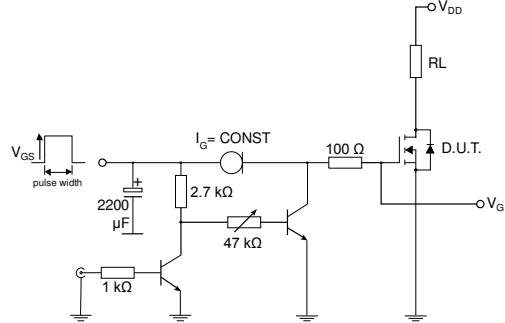 V_DD
RL
I_G= CONST
100 Ω
D.U.T.
V_GS
pulse width
+
2200
µF
2.7 kΩ
V_G
47 kΩ
1 kΩ